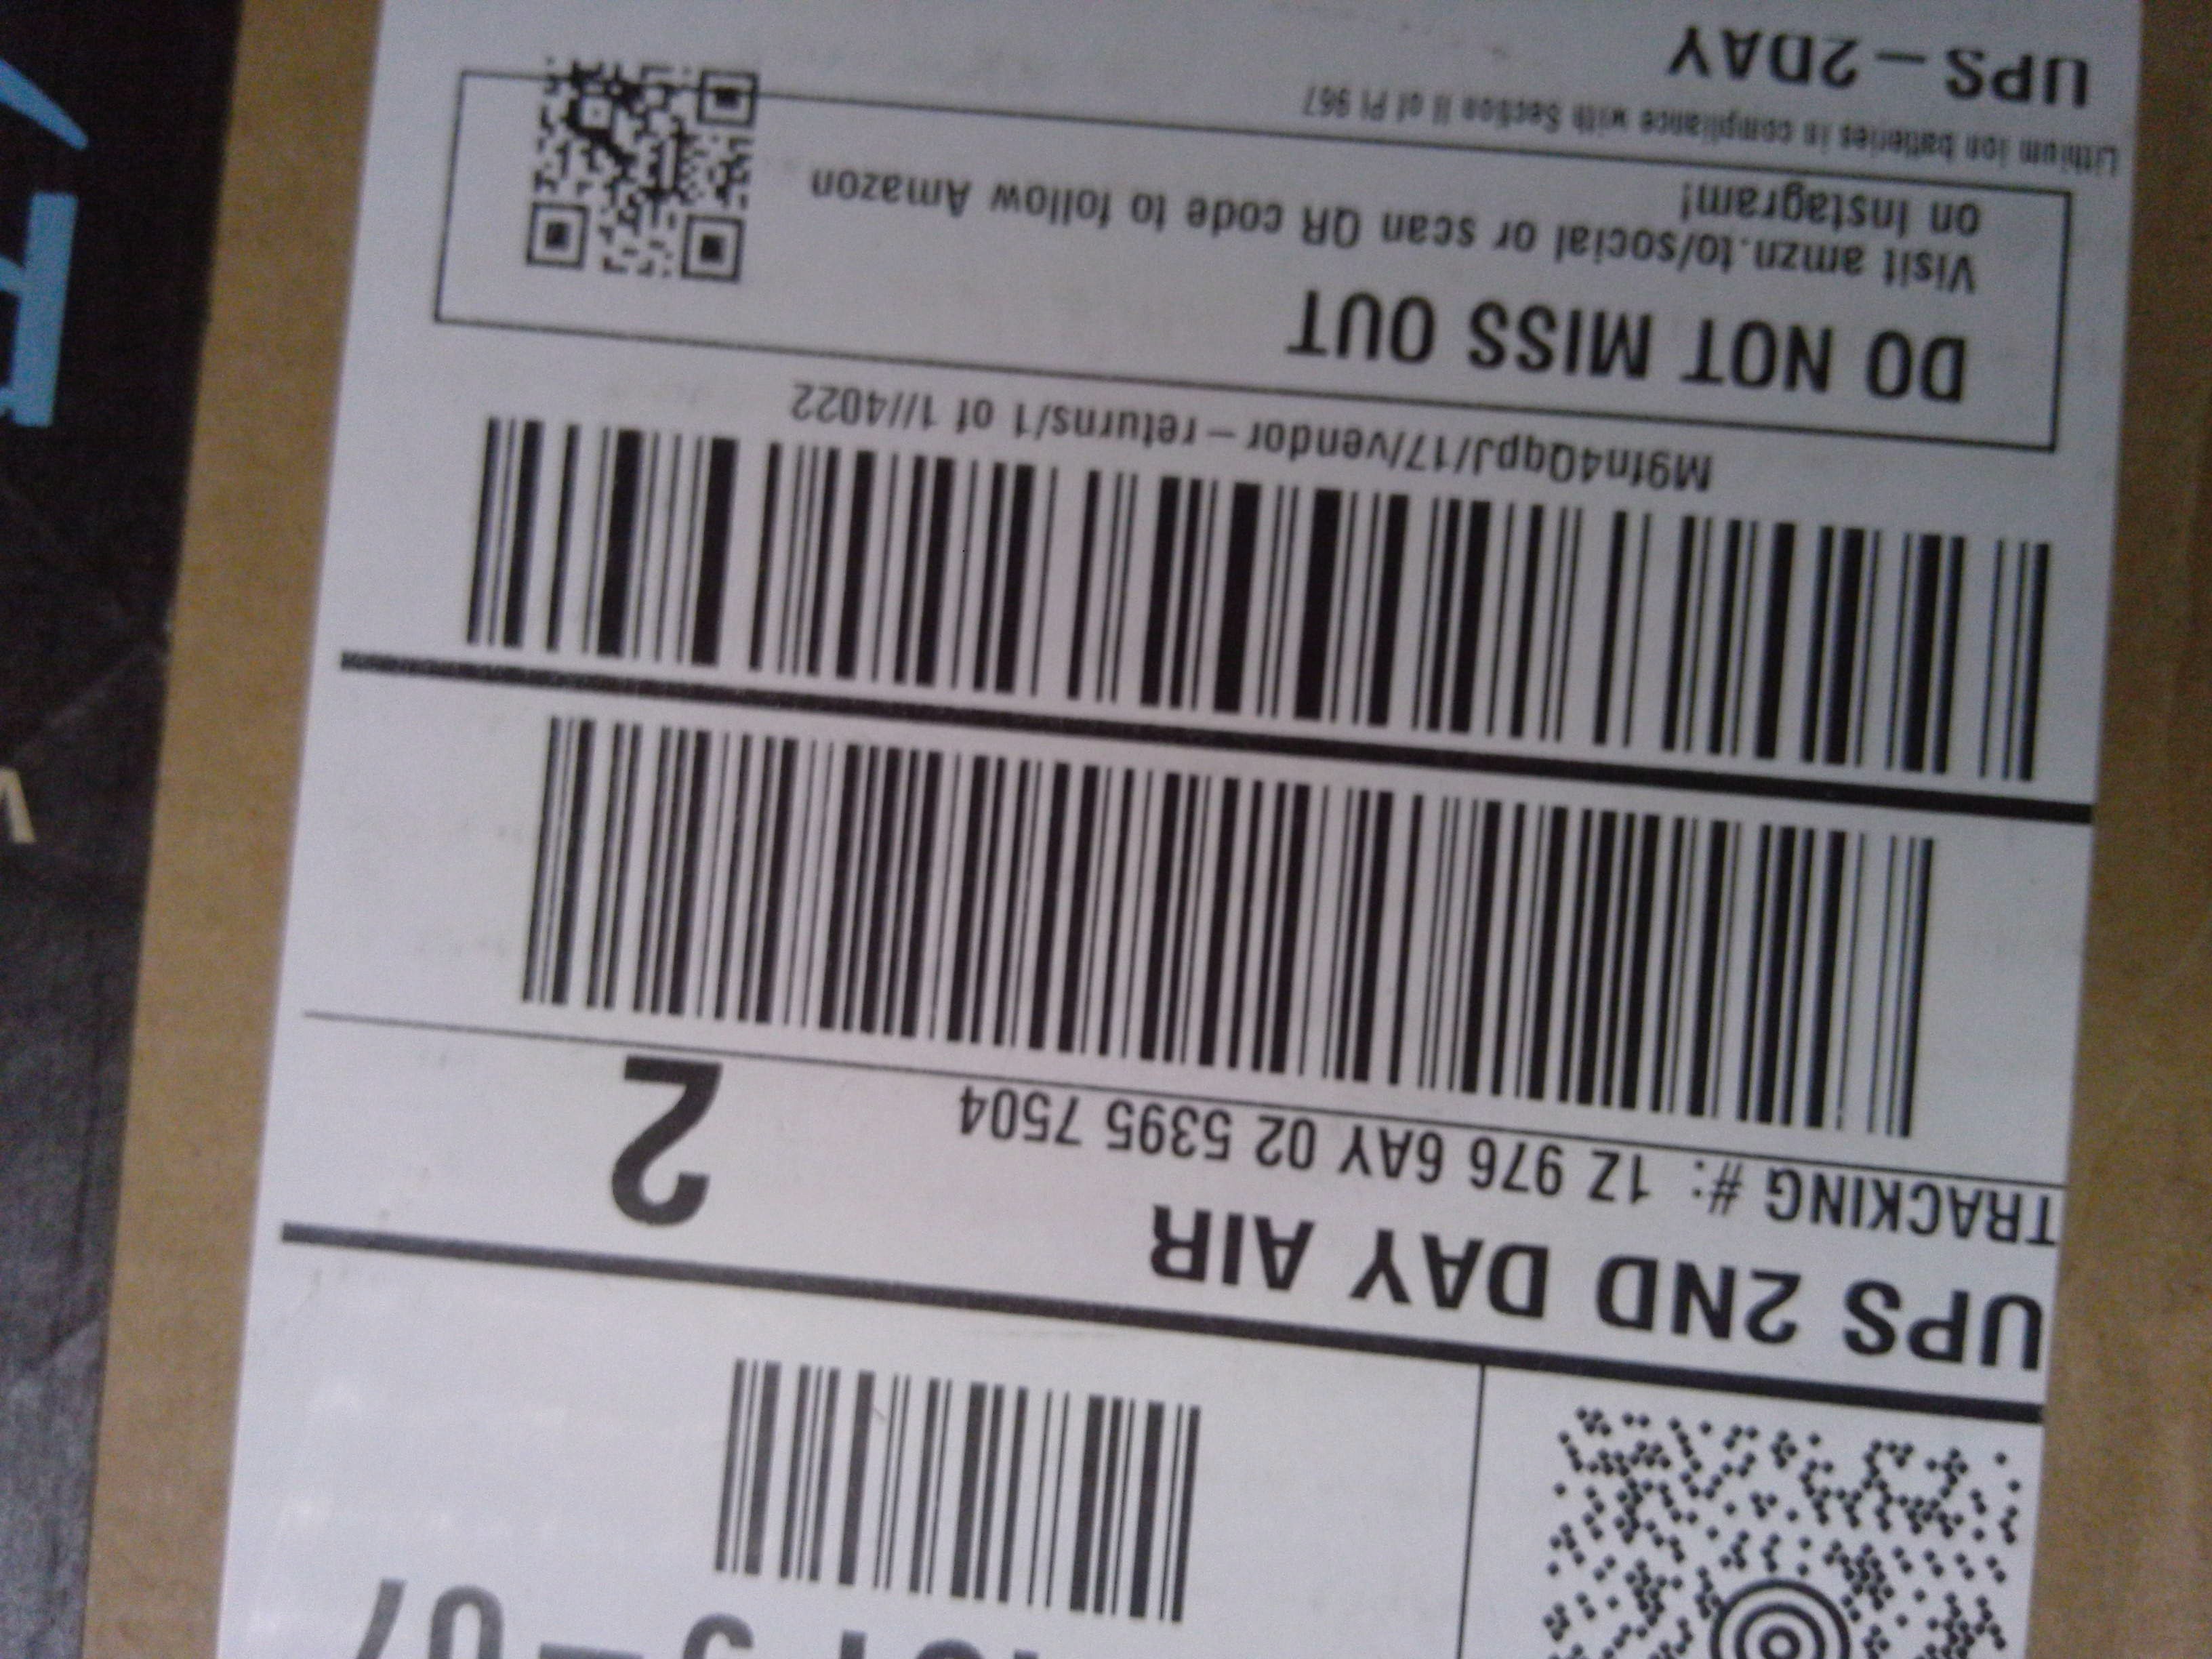 UPS 2ND DAY AIR
2
TRACKING #: 1Z 976 6AY 02 5395 7504
M9tn4QqpJ/17/vendor-returns/1 of 1//4022
DO NOT MISS OUT
Visit amzn.to/social or scan QR code to follow Amazon
on Instagram!
Lithium ion batteries in compliance with Section II of PI 967
UPS-2DAY